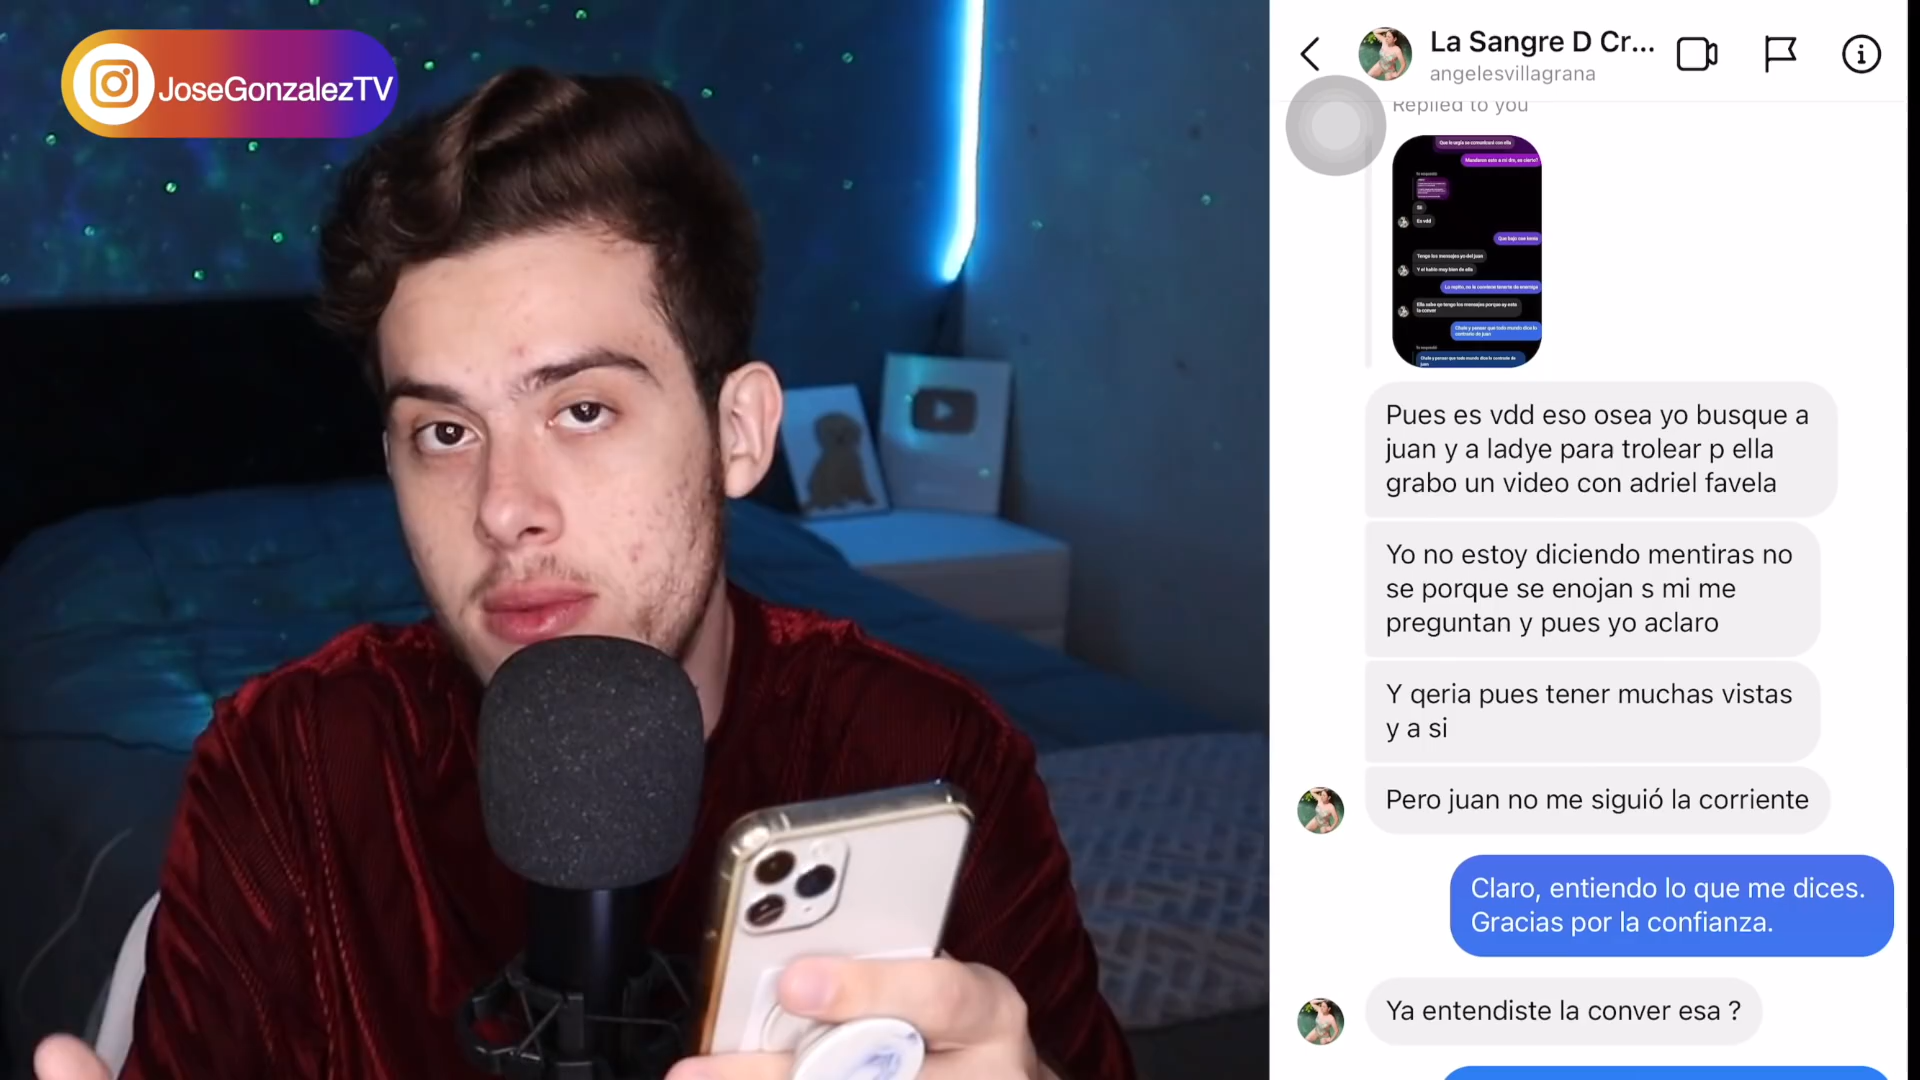 JoseGonzalezTV
La Sangre D Cr...
angelesvillagrana
Replied to you
Pues es vdd eso osea yo busque a
juan y a ladye para trolear p ella
grabo un video con adriel favela
Yo no estoy diciendo mentiras no
se porque se enojan s mi me
preguntan y pues yo aclaro
Y qeria pues tener muchas vistas
y a si
Pero juan no me siguió la corriente
Claro, entiendo lo que me dices.
Gracias por la confianza.
Ya entendiste la conver esa ?